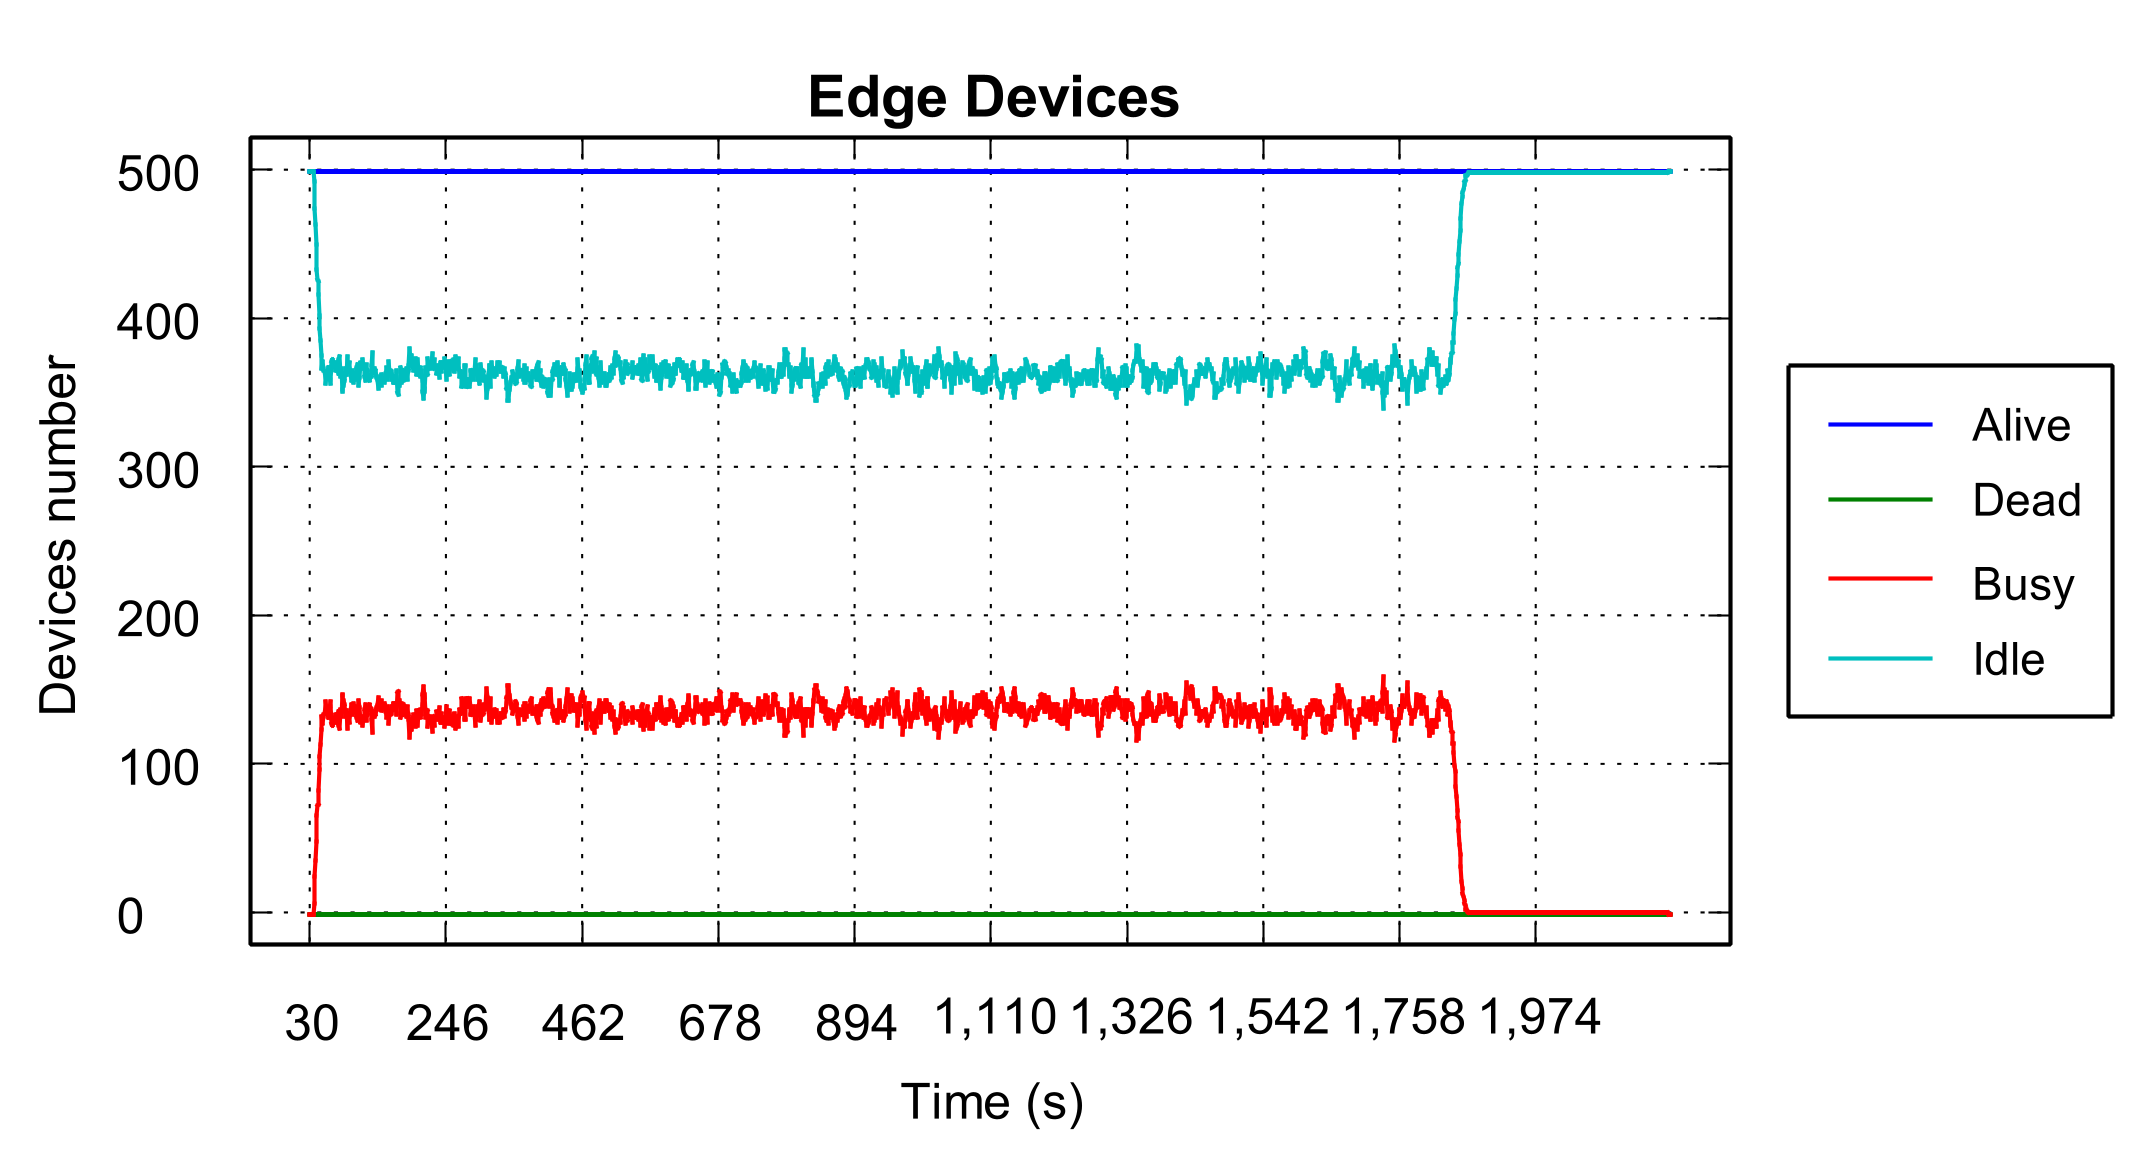 Edge Devices
500
400
300
200
100
0
Devices number
30 246 462 678 894 1,110 1,326 1,542 1,758 1,974
Time (s)
Alive
Dead
Busy
Idle